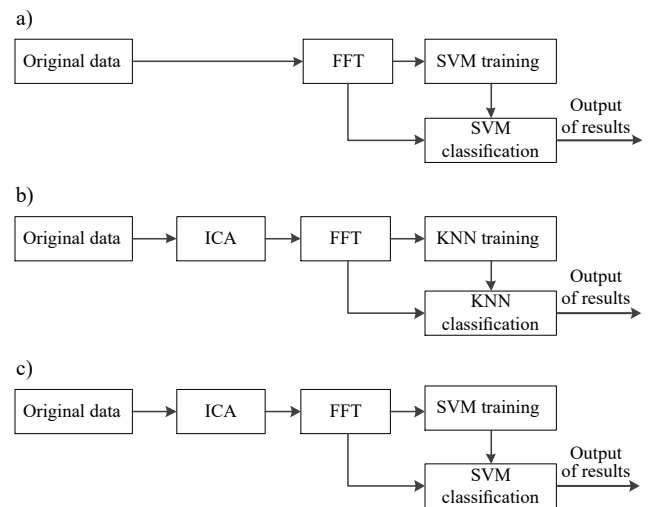 a)
Original data
FFT
SVM training
SVM
classification
Output
of results
b)
Original data
ICA
FFT
KNN training
KNN
classification
Output
of results
c)
Original data
ICA
FFT
SVM training
SVM
classification
Output
of results